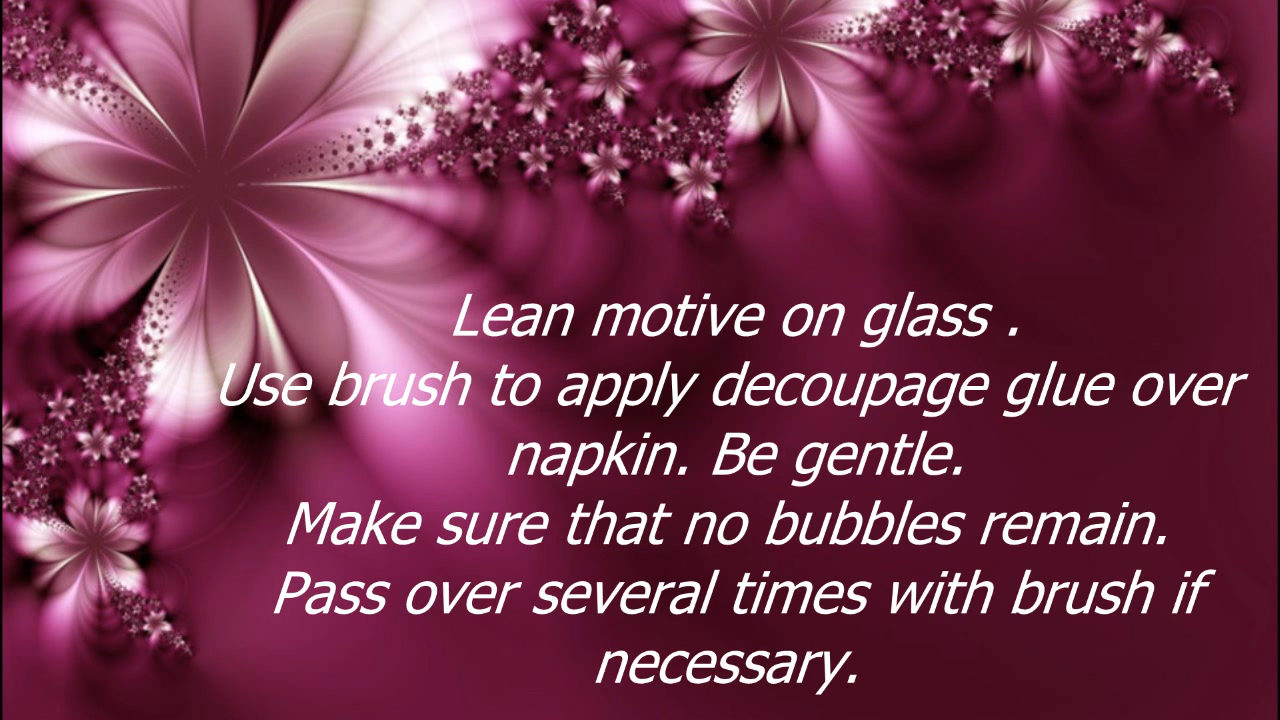 Lean motive on glass .
Use brush to apply decoupage glue over
napkin. Be gentle.
Make sure that no bubbles remain.
Pass over several times with brush if
necessary.